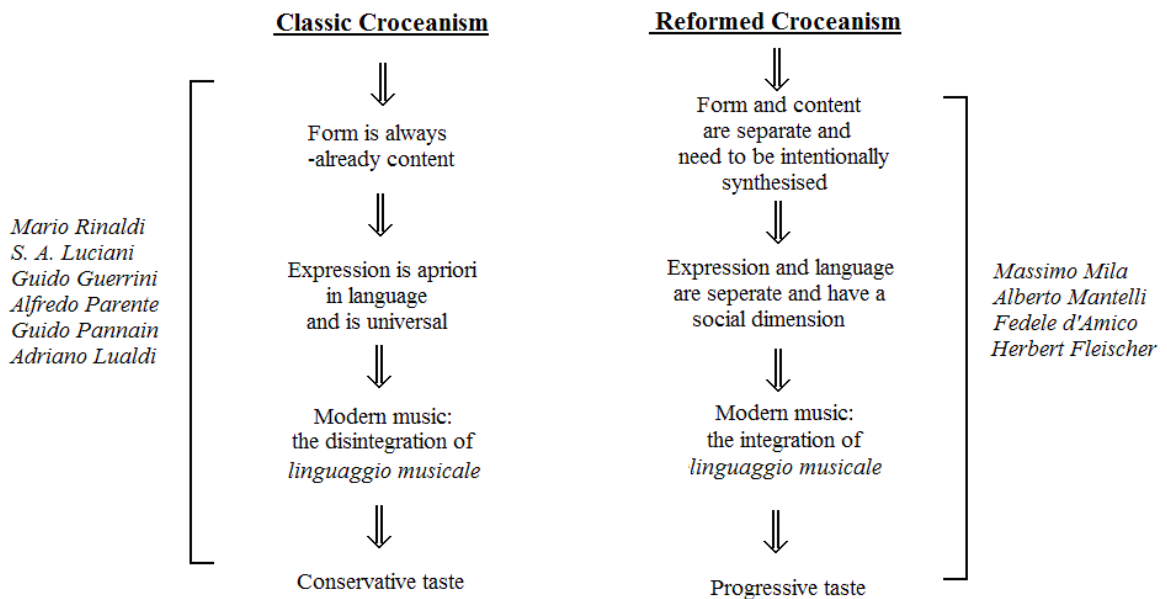 Classic Croceanism
Form is always
-already content
Expression is apriori
in language
and is universal
Modern music:
the disintegration of
linguaggio musicale
Conservative taste
Mario Rinaldi
S. A. Luciani
Guido Guerrini
Alfredo Parente
Guido Pannain
Adriano Lualdi
Reformed Croceanism
Form and content
are separate and
need to be intentionally
synthesised
Expression and language
are seperate and have a
social dimension
Modern music:
the integration of
linguaggio musicale
Progressive taste
Massimo Mila
Alberto Mantelli
Fedele d'Amico
Herbert Fleischer